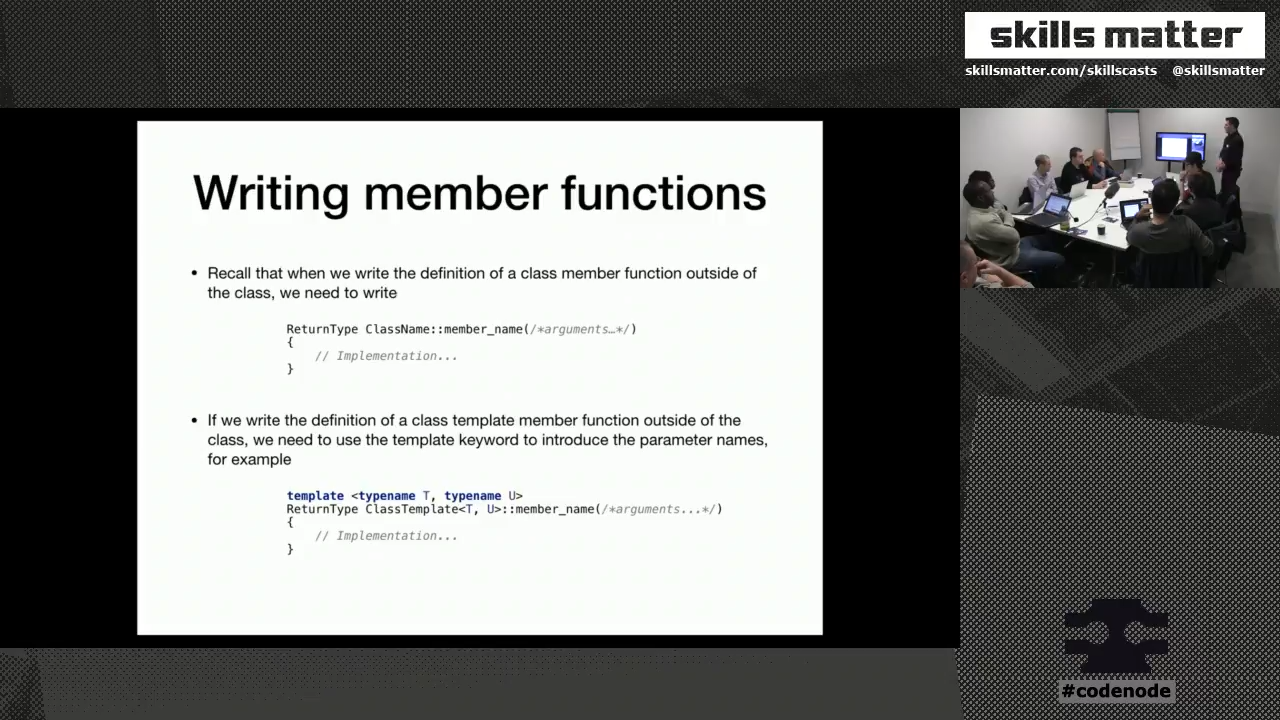 skills matter
skillsmatter.com/skillscasts @skillsmatter
Writing member functions
• Recall that when we write the definition of a class member function outside of
the class, we need to write
ReturnType ClassName::member_name(/*arguments…*/)
{
// Implementation...
}
• If we write the definition of a class template member function outside of the
class, we need to use the template keyword to introduce the parameter names,
for example
template <typename T, typename U>
ReturnType ClassTemplate<T, U>::member_name(/*arguments...*/)
{
// Implementation...
}
#codenode